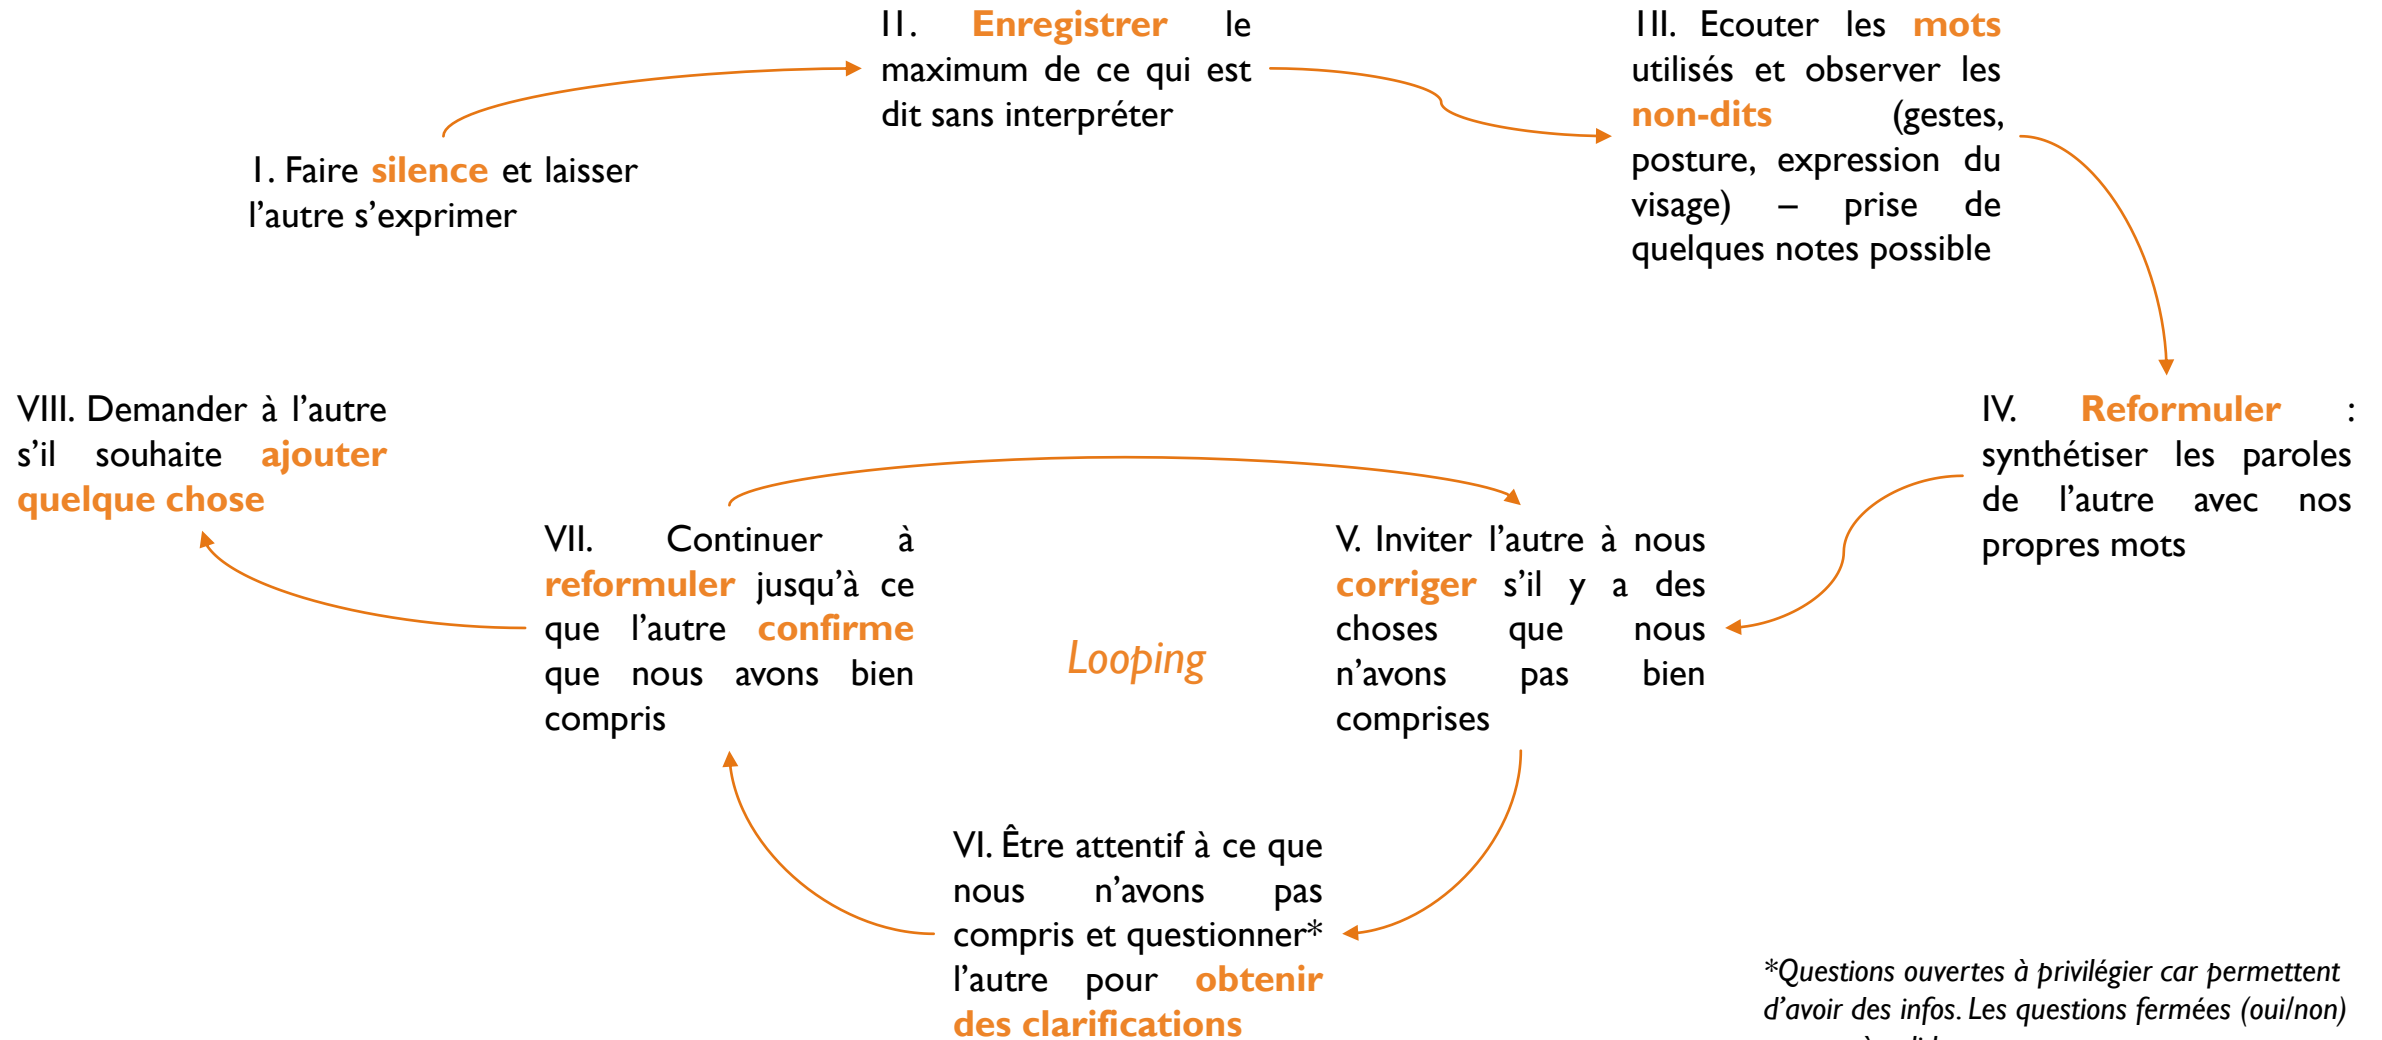 I. Faire silence et laisser
l’autre s’exprimer
II. Enregistrer le
maximum de ce qui est
dit sans interpréter
III. Ecouter les mots
utilisés et observer les
non-dits (gestes,
posture, expression du
visage) – prise de
quelques notes possible
IV. Reformuler :
synthétiser les paroles
de l’autre avec nos
propres mots
V. Inviter l’autre à nous
corriger s’il y a des
choses que nous
n’avons pas bien
comprises
VI. Être attentif à ce que
nous n’avons pas
compris et questionner*
l’autre pour obtenir
des clarifications
VII. Continuer à
reformuler jusqu’à ce
que l’autre confirme
que nous avons bien
compris
Looping
VIII. Demander à l’autre
s’il souhaite ajouter
quelque chose
*Questions ouvertes à privilégier car permettent
d’avoir des infos. Les questions fermées (oui/non)